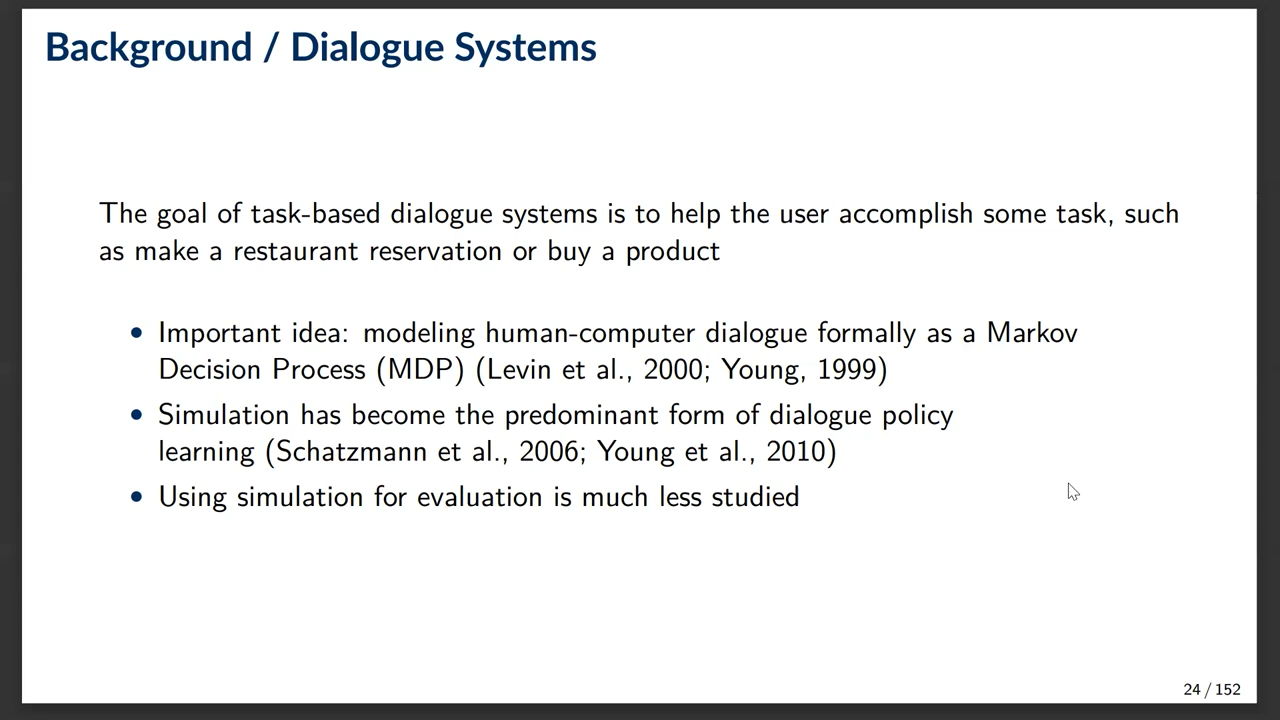 Background / Dialogue Systems
The goal of task-based dialogue systems is to help the user accomplish some task, such
as make a restaurant reservation or buy a product
• Important idea: modeling human-computer dialogue formally as a Markov
Decision Process (MDP) (Levin et al., 2000; Young, 1999)
• Simulation has become the predominant form of dialogue policy
learning (Schatzmann et al., 2006; Young et al., 2010)
• Using simulation for evaluation is much less studied
24 / 152